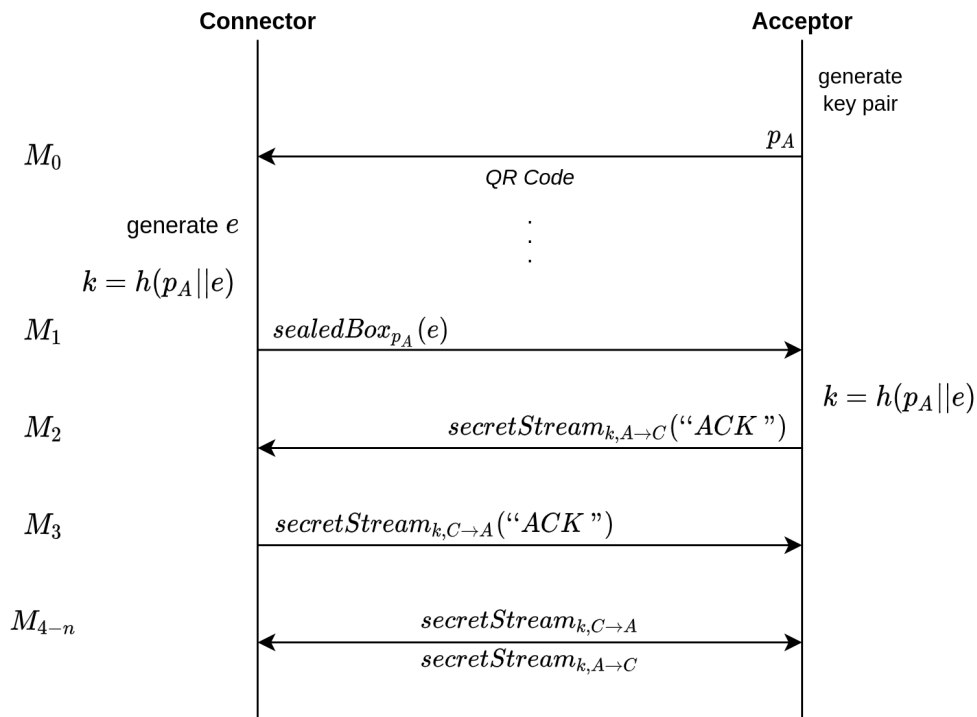 Connector
Acceptor
generate
key pair
p_A
M_0
QR Code
generate e
k = h(p_A||e)
M_1
sealedBox_{p_A}(e)
k = h(p_A||e)
M_2
secretStream_{k,A→C}(“ACK”)
M_3
secretStream_{k,C→A}(“ACK”)
M_{4−n}
secretStream_{k,C→A}
secretStream_{k,A→C}